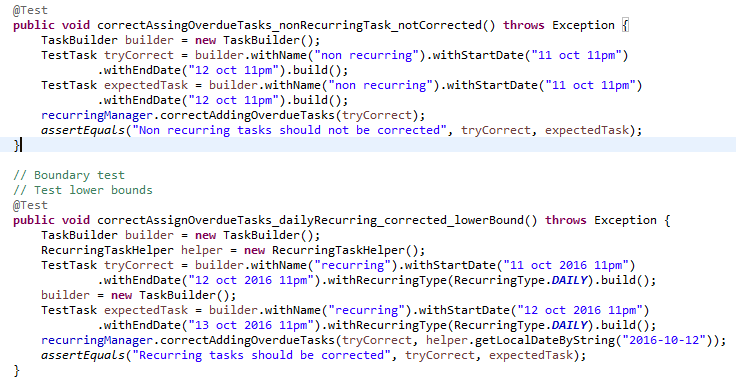 @Test
public void correctAssingOverdueTasks_nonRecurringTask_notCorrected() throws Exception {
    TaskBuilder builder = new TaskBuilder();
    TestTask tryCorrect = builder.withName("non recurring").withStartDate("11 oct 11pm")
            .withEndDate("12 oct 11pm").build();
    TestTask expectedTask = builder.withName("non recurring").withStartDate("11 oct 11pm")
            .withEndDate("12 oct 11pm").build();
    recurringManager.correctAddingOverdueTasks(tryCorrect);
    assertEquals("Non recurring tasks should not be corrected", tryCorrect, expectedTask);
}
// Boundary test
// Test lower bounds
@Test
public void correctAssignOverdueTasks_dailyRecurring_corrected_lowerBound() throws Exception {
    TaskBuilder builder = new TaskBuilder();
    RecurringTaskHelper helper = new RecurringTaskHelper();
    TestTask tryCorrect = builder.withName("recurring").withStartDate("11 oct 2016 11pm")
            .withEndDate("12 oct 2016 11pm").withRecurringType(RecurringType.DAILY).build();
    builder = new TaskBuilder();
    TestTask expectedTask = builder.withName("recurring").withStartDate("12 oct 2016 11pm")
            .withEndDate("13 oct 2016 11pm").withRecurringType(RecurringType.DAILY).build();
    recurringManager.correctAddingOverdueTasks(tryCorrect, helper.getLocalDateByString("2016-10-12"));
    assertEquals("Recurring tasks should be corrected", tryCorrect, expectedTask);
}